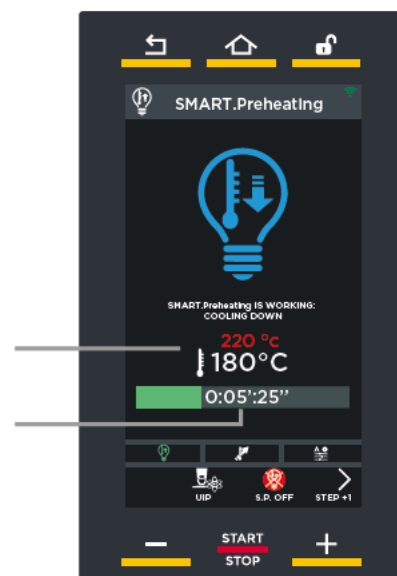 SMART.Preheating
SMART.Preheating IS WORKING:
COOLING DOWN
220 °c
180°C
0:05':25’’
UIP
S.P. OFF
STEP +1
START
STOP